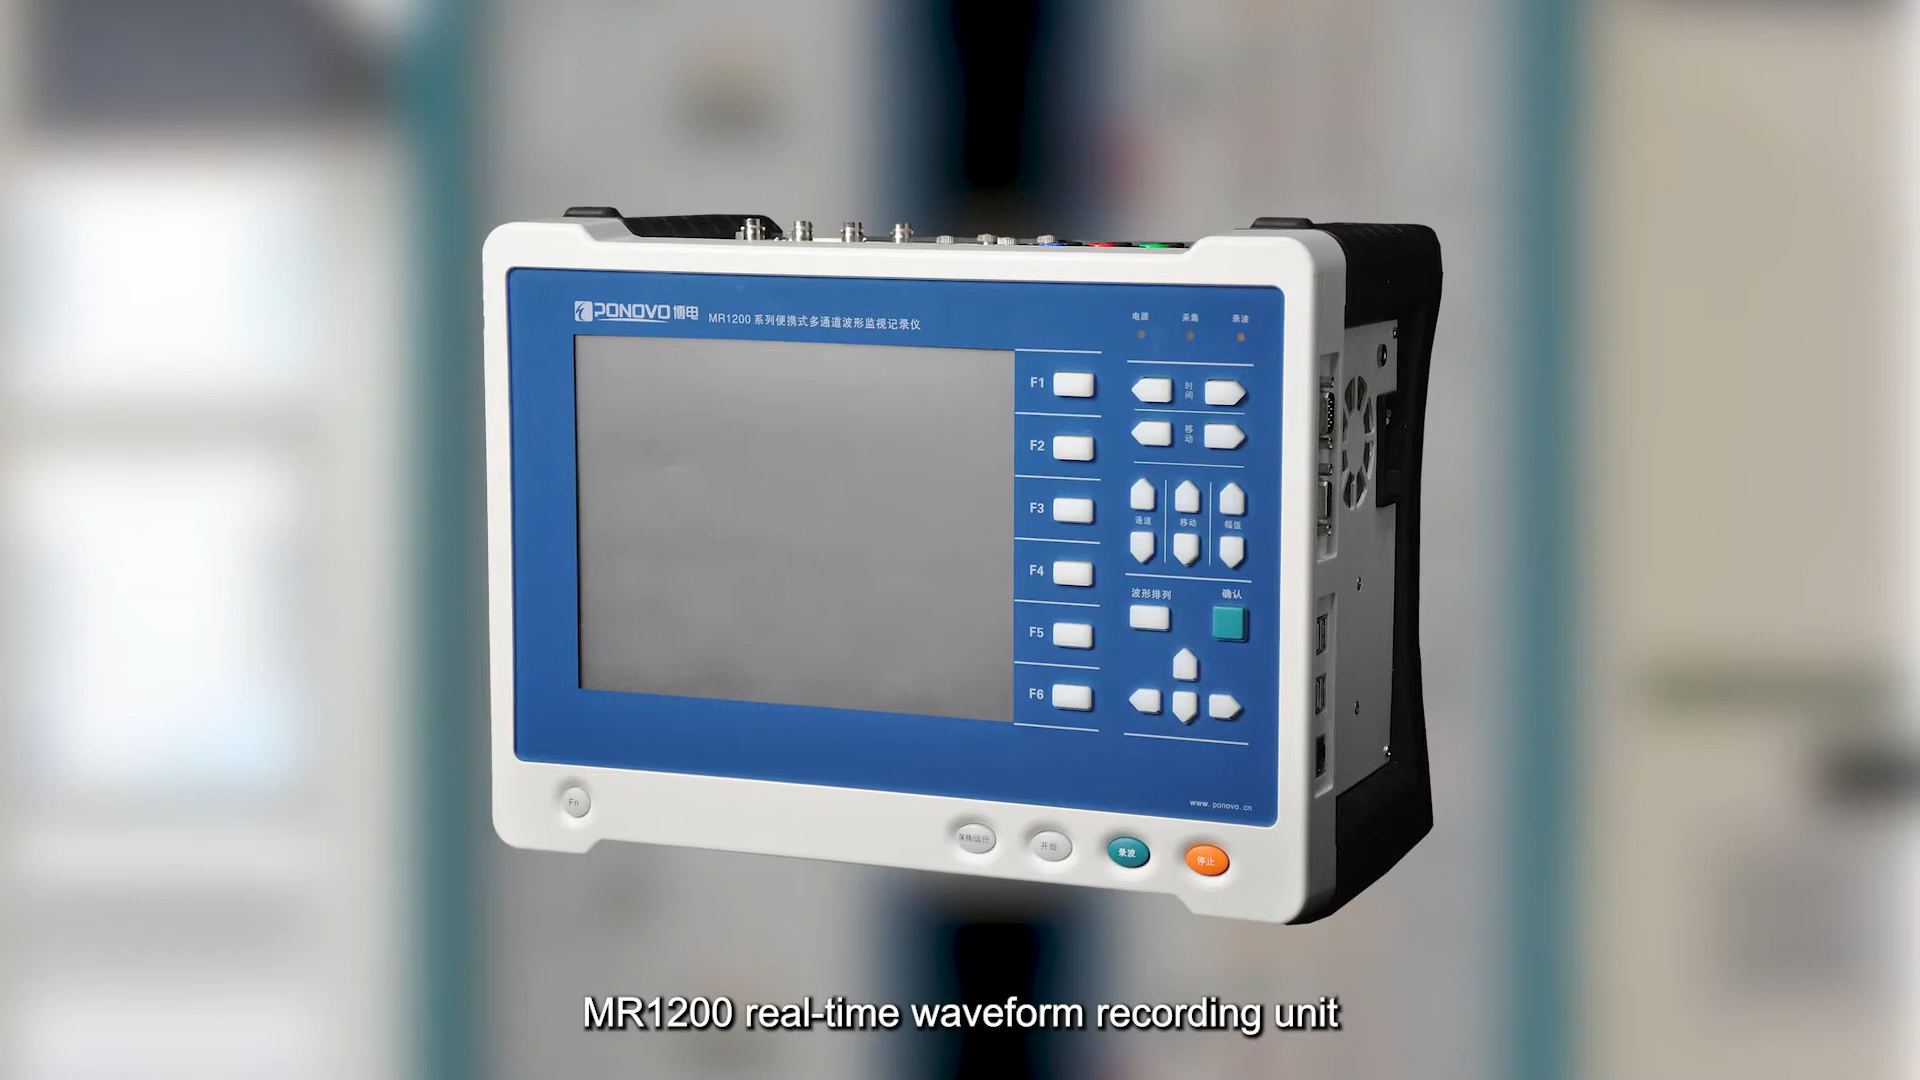 PONOVO 博电
MR1200 系列便携式多通道波形监视记录仪
电源 采集 录波
F1
时间
F2
移动
F3
通道 移动 幅值
F4
波形排列 确认
F5
F6
www.ponovo.cn
Fn
保持/运行 开始 录波 停止
MR1200 real-time waveform recording unit